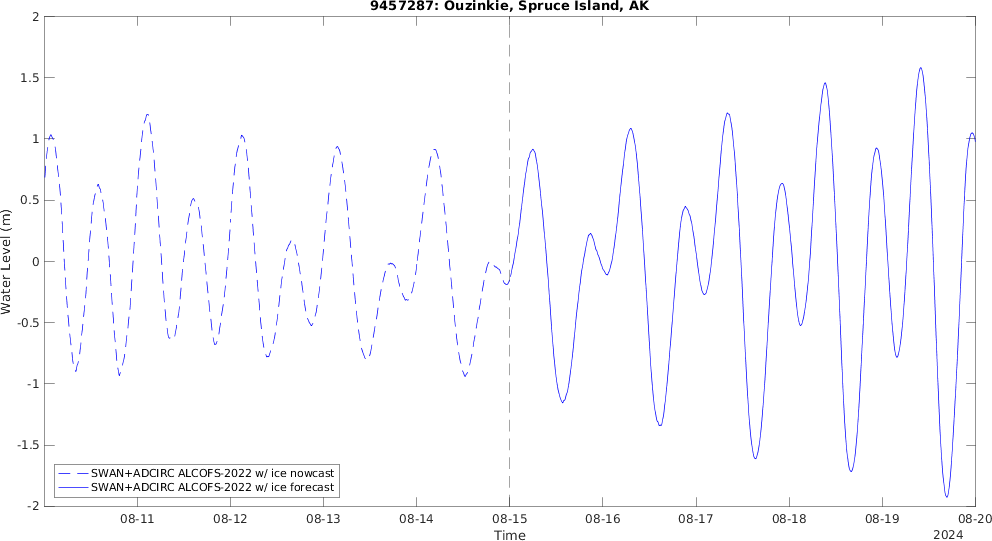 9457287: Ouzinkie, Spruce Island, AK
2
1.5
1
0.5
0
-0.5
-1
-1.5
-2
Water Level (m)
SWAN+ADCIRC ALCOFS-2022 w/ ice nowcast
SWAN+ADCIRC ALCOFS-2022 w/ ice forecast
08-11 08-12 08-13 08-14 08-15 08-16 08-17 08-18 08-19 08-20
Time
2024